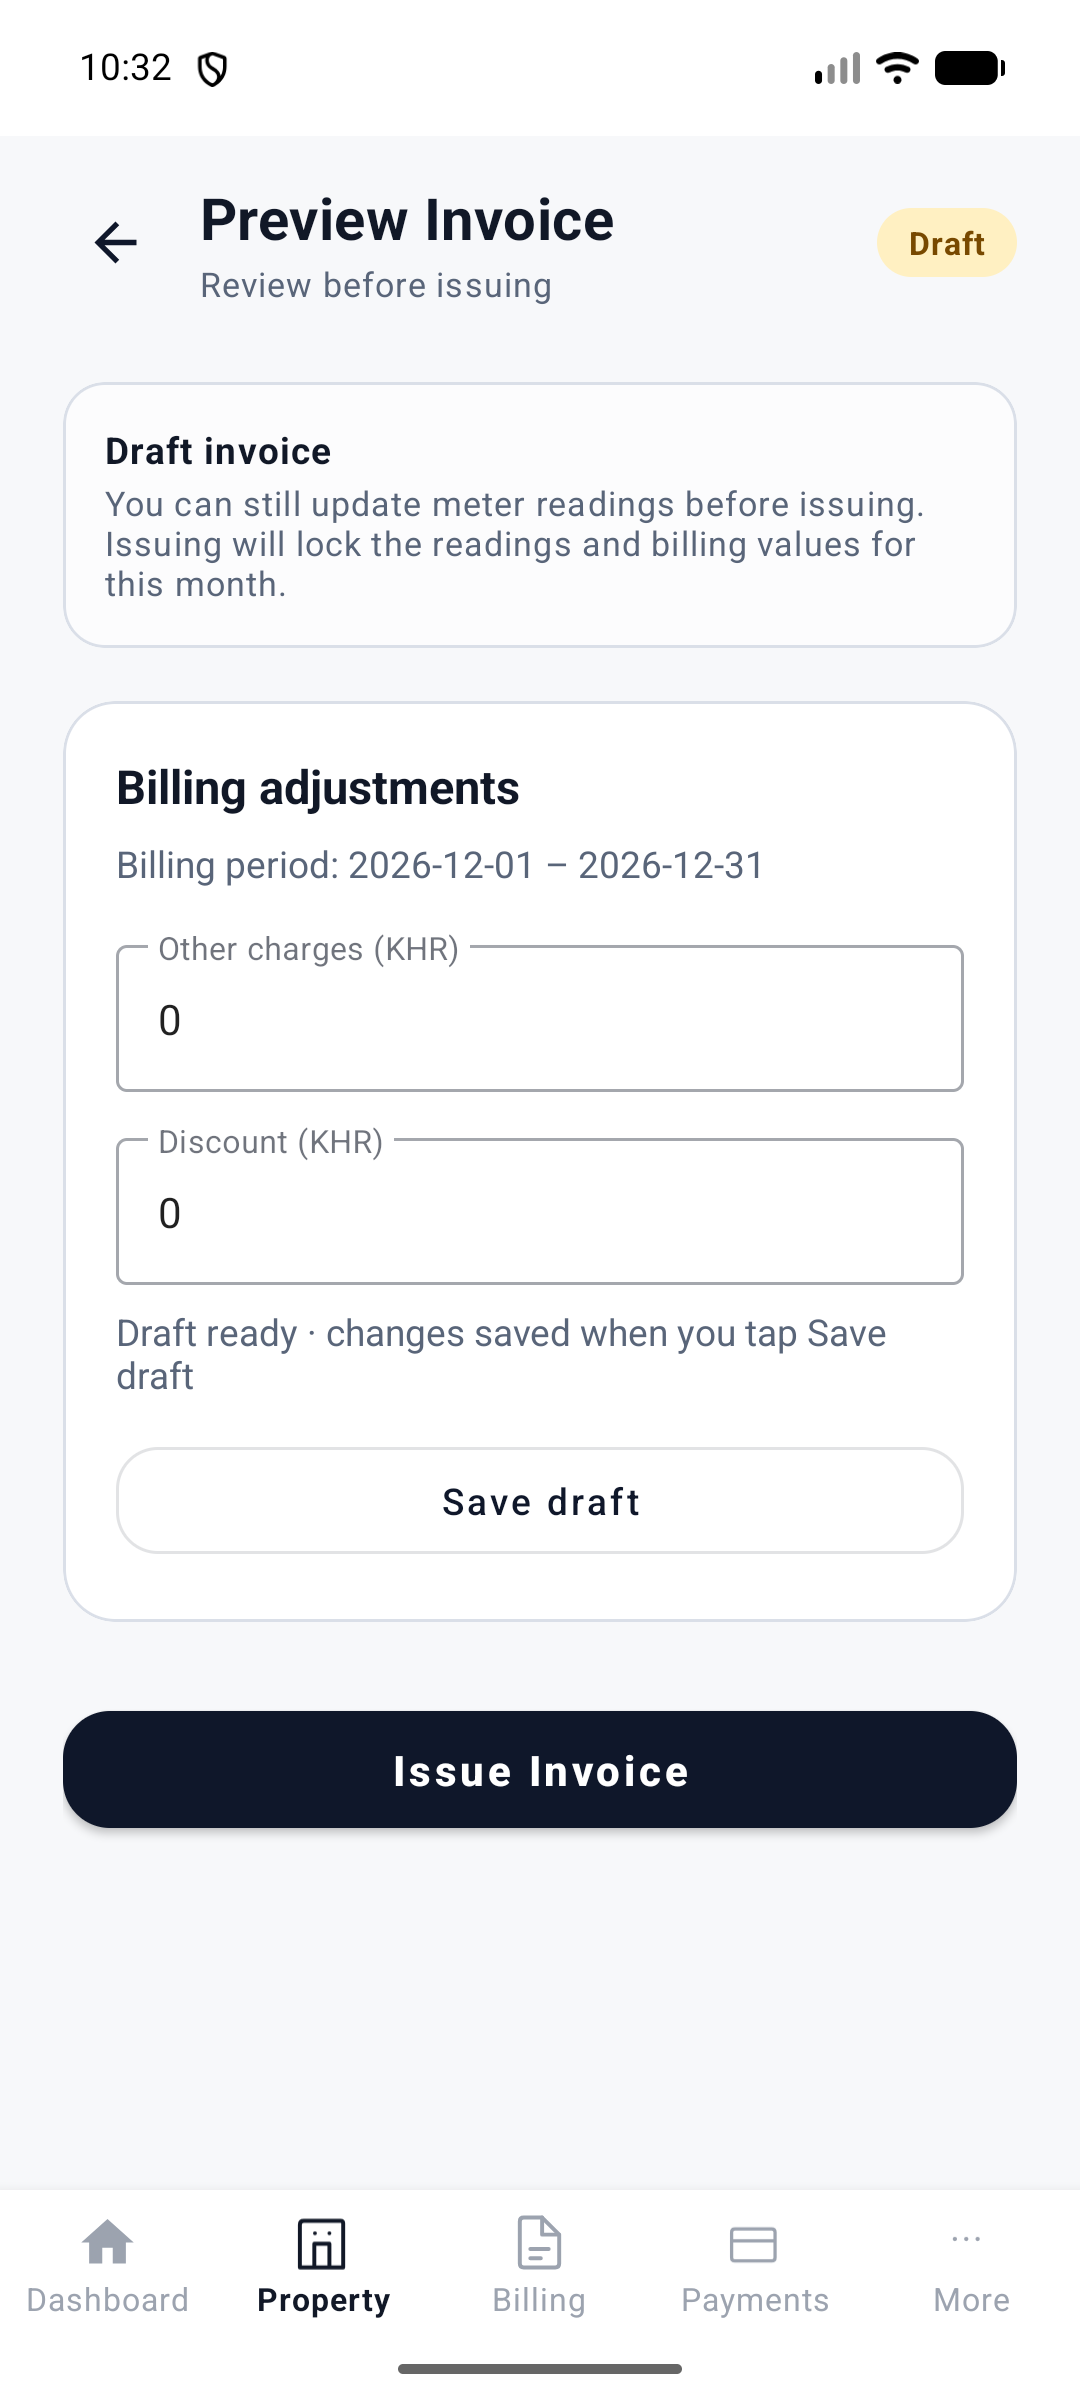 10:32
Preview Invoice
Review before issuing
Draft
Draft invoice
You can still update meter readings before issuing.
Issuing will lock the readings and billing values for
this month.
Billing adjustments
Billing period: 2026-12-01 – 2026-12-31
Other charges (KHR)
0
Discount (KHR)
0
Draft ready · changes saved when you tap Save
draft
Save draft
Issue Invoice
Dashboard
Property
Billing
Payments
More